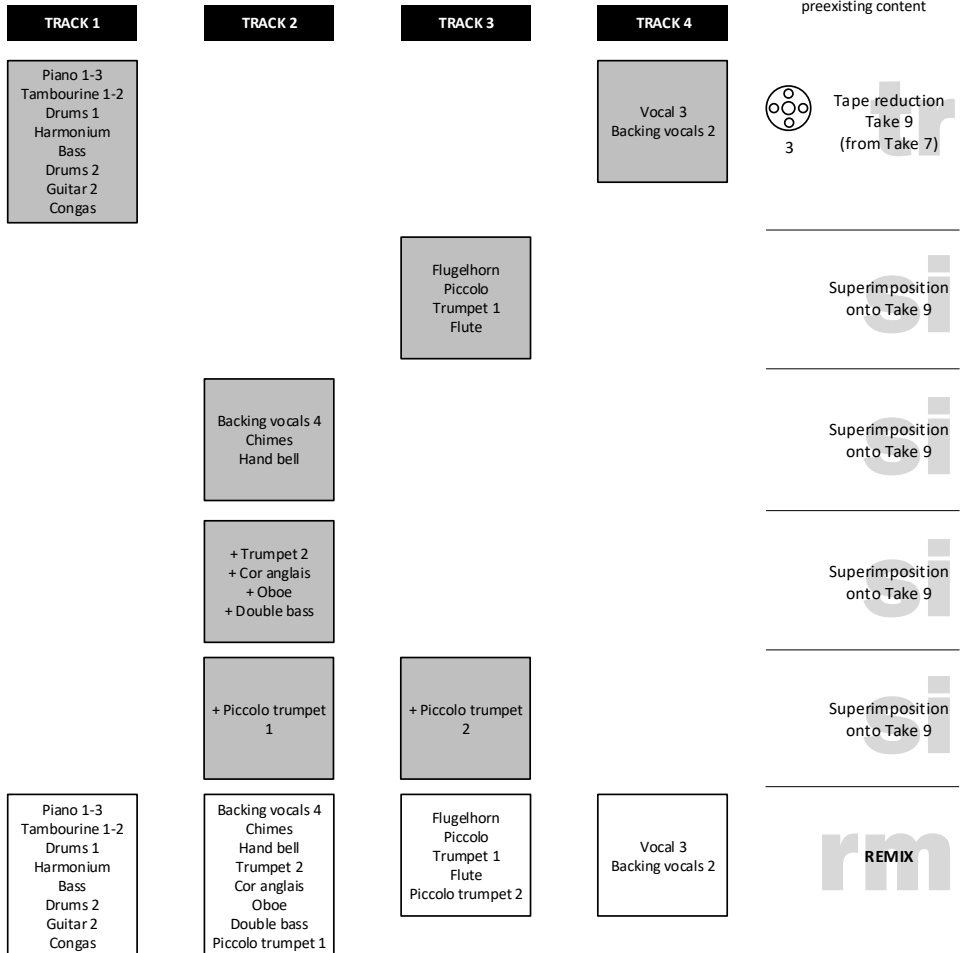 preexisting content
TRACK 1
TRACK 2
TRACK 3
TRACK 4
Piano 1-3
Tambourine 1-2
Drums 1
Harmonium
Bass
Drums 2
Guitar 2
Congas
Vocal 3
Backing vocals 2
3
tr
Tape reduction
Take 9
(from Take 7)
Flugelhorn
Piccolo
Trumpet 1
Flute
si
Superimposition
onto Take 9
Backing vocals 4
Chimes
Hand bell
si
Superimposition
onto Take 9
+ Trumpet 2
+ Cor anglais
+ Oboe
+ Double bass
si
Superimposition
onto Take 9
+ Piccolo trumpet
1
+ Piccolo trumpet
2
si
Superimposition
onto Take 9
Piano 1-3
Tambourine 1-2
Drums 1
Harmonium
Bass
Drums 2
Guitar 2
Congas
Backing vocals 4
Chimes
Hand bell
Trumpet 2
Cor anglais
Oboe
Double bass
Piccolo trumpet 1
Flugelhorn
Piccolo
Trumpet 1
Flute
Piccolo trumpet 2
Vocal 3
Backing vocals 2
rm
REMIX